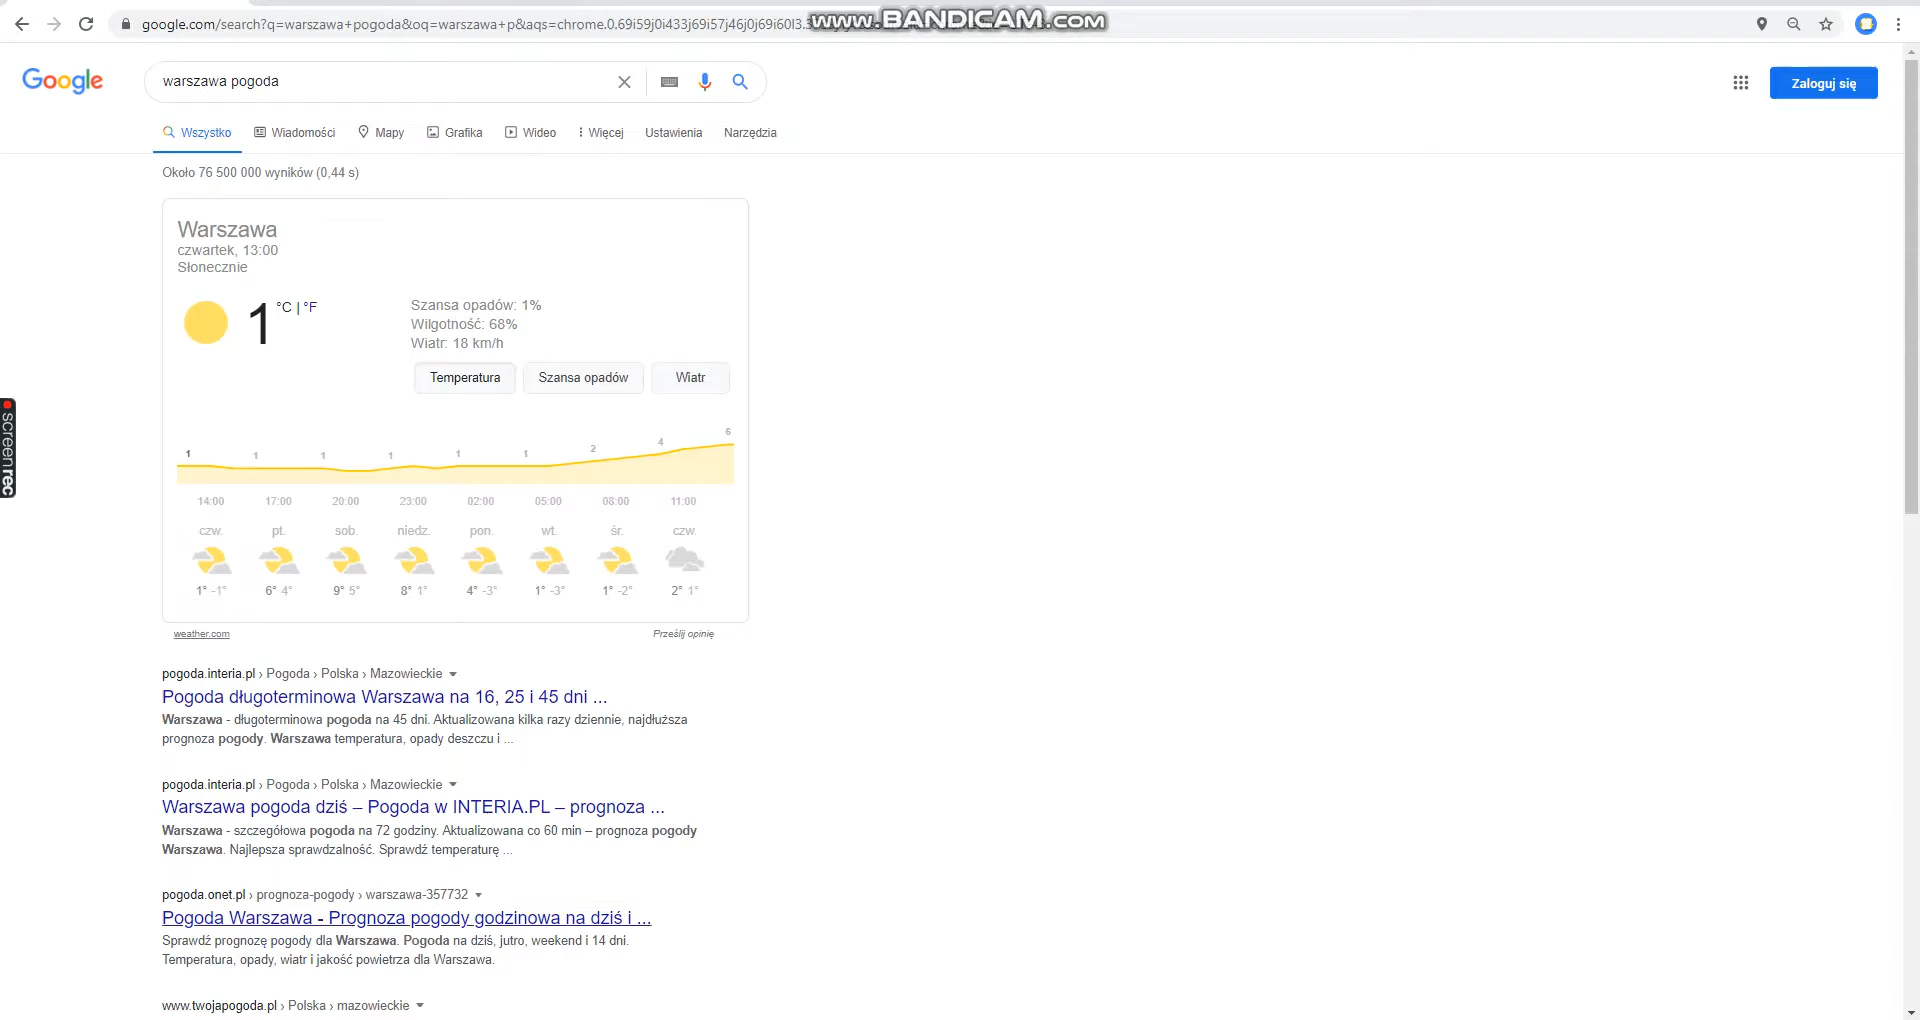 google.com/search?q=warszawa+pogoda&oq=warszawa+p&aqs=chrome.0.69i59j0i433j69i57j46j0j69i60l3.3
www.BANDICAM.com
Google
warszawa pogoda
Zaloguj się
Wszystko Wiadomości Mapy Grafika Wideo Więcej Ustawienia Narzędzia
Około 76 500 000 wyników (0,44 s)
Warszawa
czwartek, 13:00
Słonecznie
1 °C | °F
Szansa opadów: 1%
Wilgotność: 68%
Wiatr: 18 km/h
Temperatura Szansa opadów Wiatr
1 1 1 1 1 1 2 4 6
14:00 17:00 20:00 23:00 02:00 05:00 08:00 11:00
czw. pt. sob. niedz. pon. wt. śr. czw.
1° -1° 6° 4° 9° 5° 8° 1° 4° -3° 1° -3° 1° -2° 2° 1°
weather.com Prześlij opinię
screenrec
pogoda.interia.pl › Pogoda › Polska › Mazowieckie
Pogoda długoterminowa Warszawa na 16, 25 i 45 dni ...
Warszawa - długoterminowa pogoda na 45 dni. Aktualizowana kilka razy dziennie, najdłuższa
prognoza pogody. Warszawa temperatura, opady deszczu i ...
pogoda.interia.pl › Pogoda › Polska › Mazowieckie
Warszawa pogoda dziś – Pogoda w INTERIA.PL – prognoza ...
Warszawa - szczegółowa pogoda na 72 godziny. Aktualizowana co 60 min – prognoza pogody
Warszawa. Najlepsza sprawdzalność. Sprawdź temperaturę ...
pogoda.onet.pl › prognoza-pogody › warszawa-357732
Pogoda Warszawa - Prognoza pogody godzinowa na dziś i ...
Sprawdź prognozę pogody dla Warszawa. Pogoda na dziś, jutro, weekend i 14 dni.
Temperatura, opady, wiatr i jakość powietrza dla Warszawa.
www.twojapogoda.pl › Polska › mazowieckie